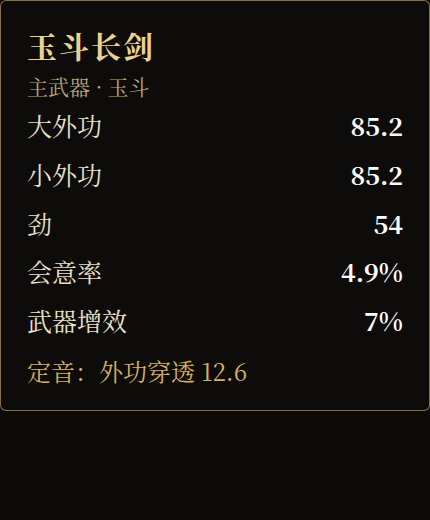 玉斗长剑
主武器 · 玉斗
大外功 85.2
小外功 85.2
劲 54
会意率 4.9%
武器增效 7%
定音：外功穿透 12.6